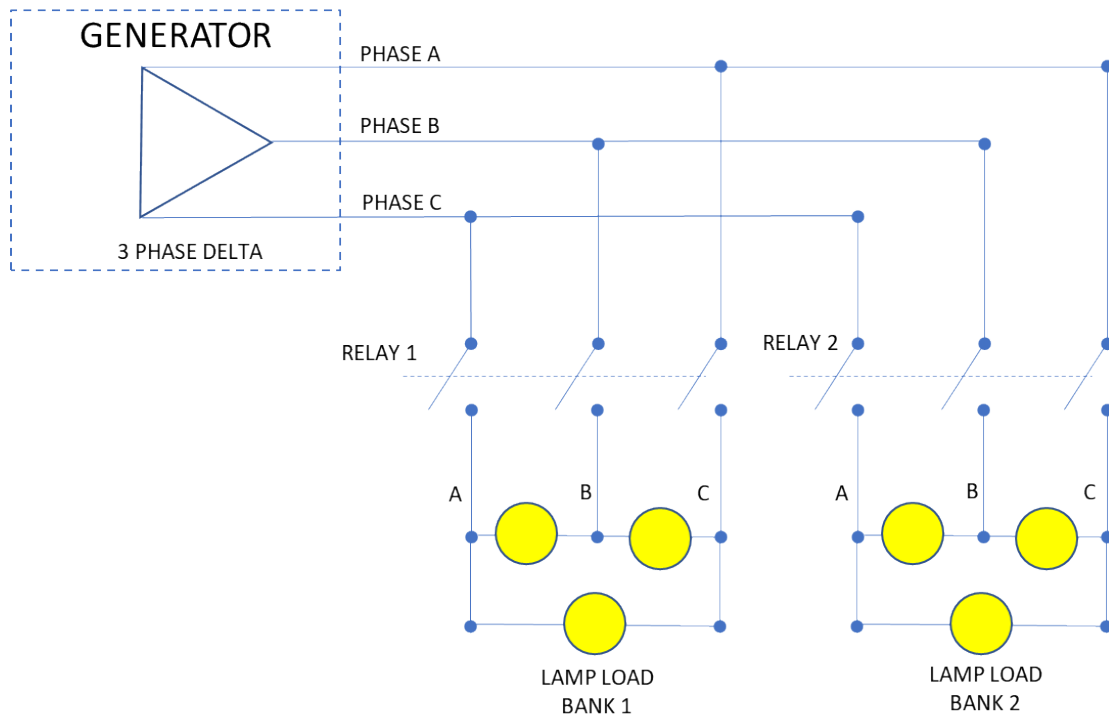 GENERATOR
PHASE A
PHASE B
PHASE C
3 PHASE DELTA
RELAY 1
RELAY 2
A
B
C
A
B
C
LAMP LOAD
BANK 1
LAMP LOAD
BANK 2